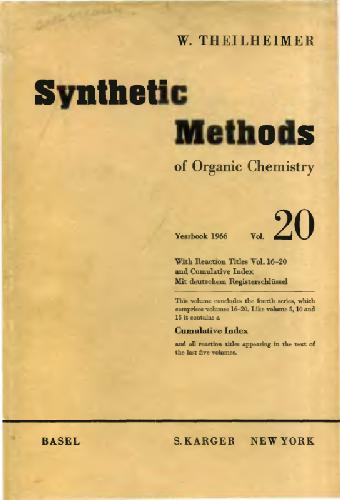 W. THEILHEIMER
Synthetic
Methods
of Organic Chemistry
Yearbook 1966 Vol. 20
With Reaction Titles Vol. 16–20
and Cumulative Index
Mit deutschem Registerschlüssel
This volume concludes the fourth series, which
comprises volumes 16–20. Like volume 5, 10 and
15 it contains a
Cumulative Index
and all reaction titles appearing in the text of
the last five volumes.
BASEL S. KARGER NEW YORK